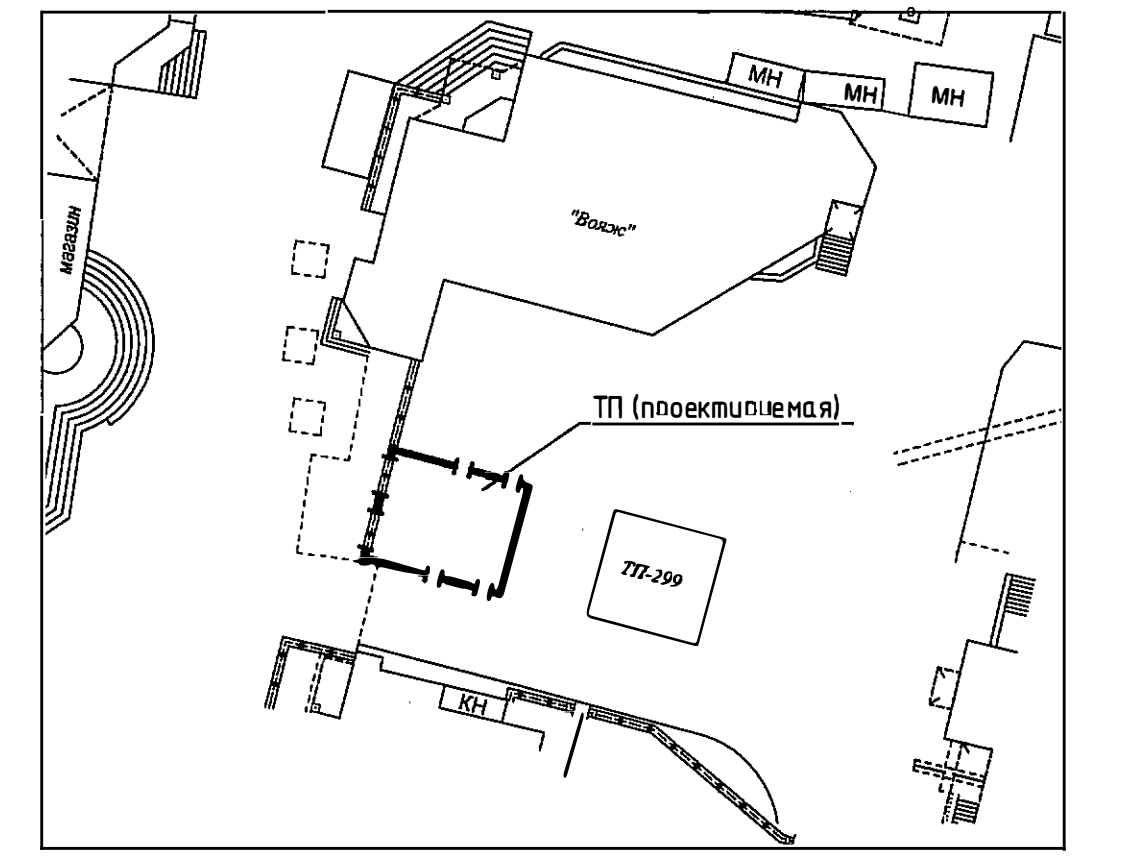 МН
МН
МН
"Вояж"
магазин
ТП (проектируемая)
ТП-299
КН